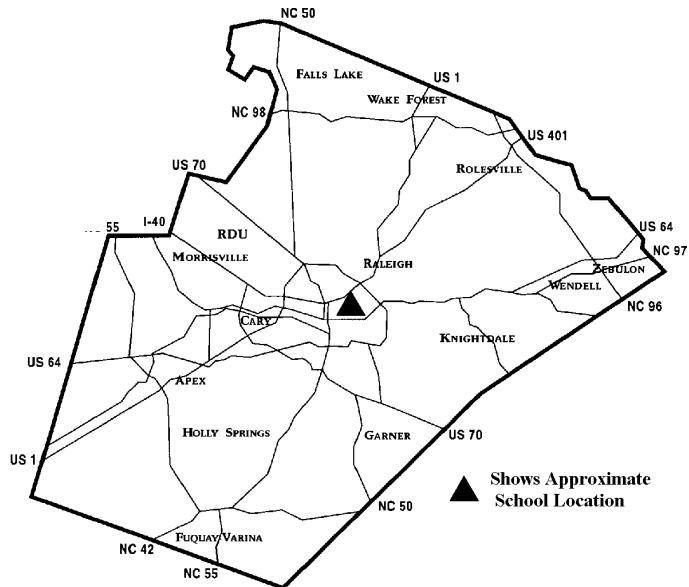 NC 50
FALLS LAKE
US 1
WAKE FOREST
NC 98
US 401
US 70
ROLESVILLE
55
I-40
RDU
US 64
MORRISVILLE
RALEIGH
NC 97
ZEBULON
WENDELL
NC 96
CARY
KNIGHTDALE
US 64
APEX
HOLLY SPRINGS
GARNER
US 70
US 1
Shows Approximate
School Location
NC 50
FUQUAY VARINA
NC 42
NC 55